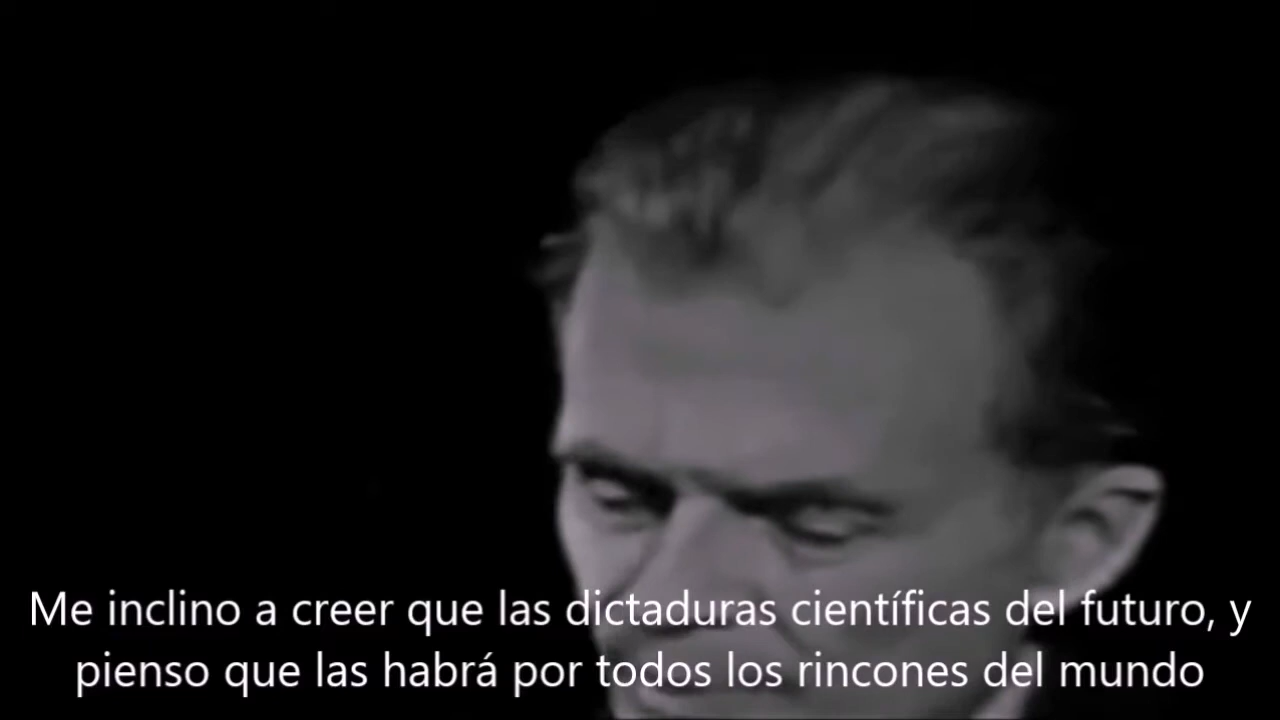 Me inclino a creer que las dictaduras científicas del futuro, y
pienso que las habrá por todos los rincones del mundo